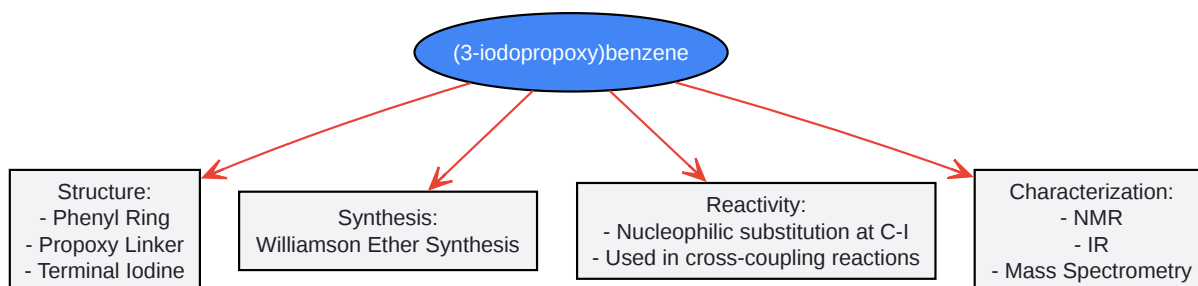 (3-iodopropoxy)benzene
Structure:
- Phenyl Ring
- Propoxy Linker
- Terminal Iodine
Synthesis:
Williamson Ether Synthesis
Reactivity:
- Nucleophilic substitution at C-I
- Used in cross-coupling reactions
Characterization:
- NMR
- IR
- Mass Spectrometry